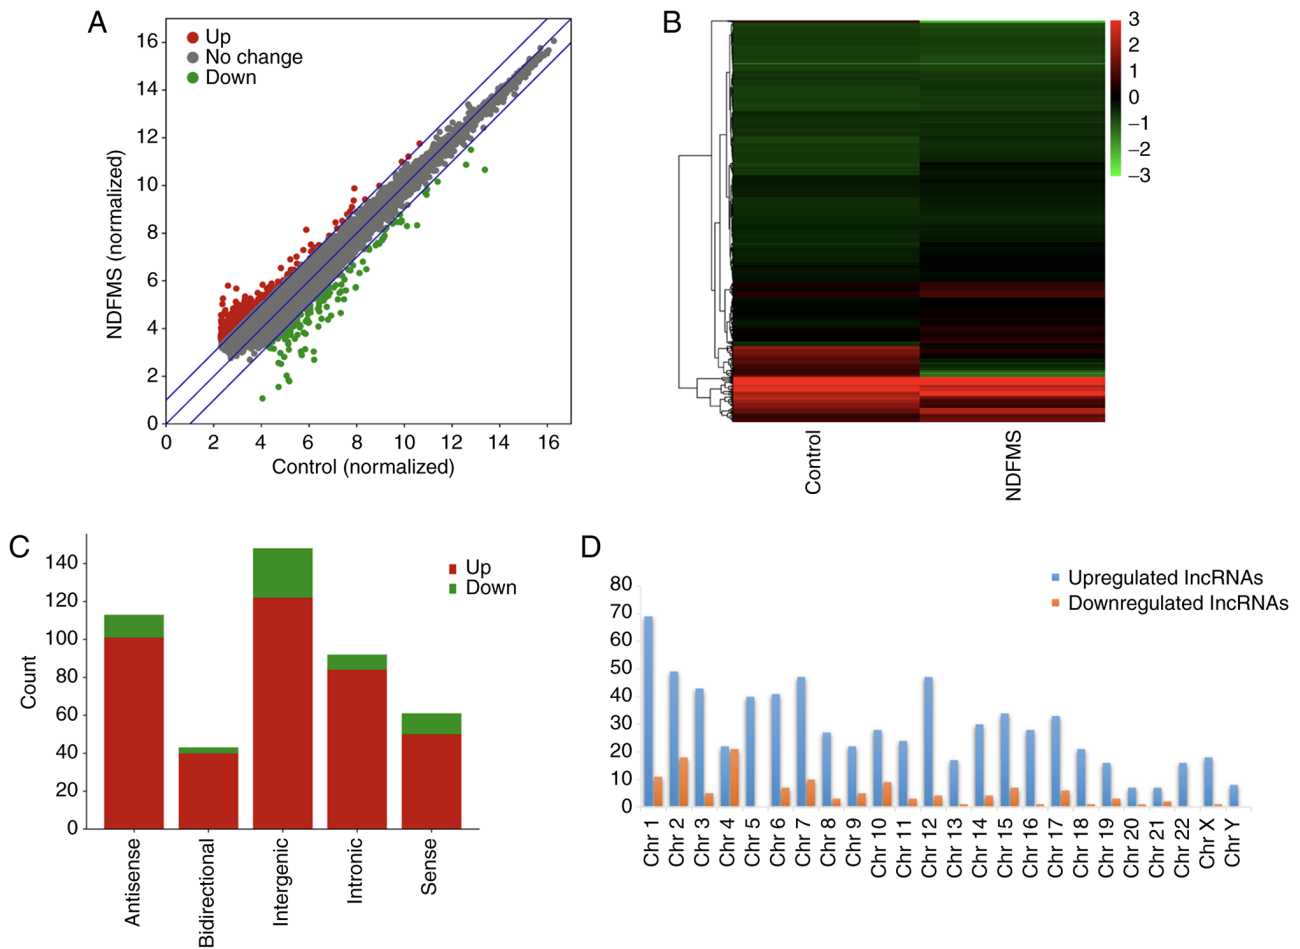 A
Up
No change
Down
16
14
12
10
8
6
4
2
0
NDFMS (normalized)
0 2 4 6 8 10 12 14 16
Control (normalized)
B
3
2
1
0
−1
−2
−3
Control
NDFMS
C
Up
Down
140
120
100
80
60
40
20
0
Count
Antisense
Bidirectional
Intergenic
Intronic
Sense
D
Upregulated lncRNAs
Downregulated lncRNAs
80
70
60
50
40
30
20
10
0
Chr 1
Chr 2
Chr 3
Chr 4
Chr 5
Chr 6
Chr 7
Chr 8
Chr 9
Chr 10
Chr 11
Chr 12
Chr 13
Chr 14
Chr 15
Chr 16
Chr 17
Chr 18
Chr 19
Chr 20
Chr 21
Chr 22
Chr X
Chr Y